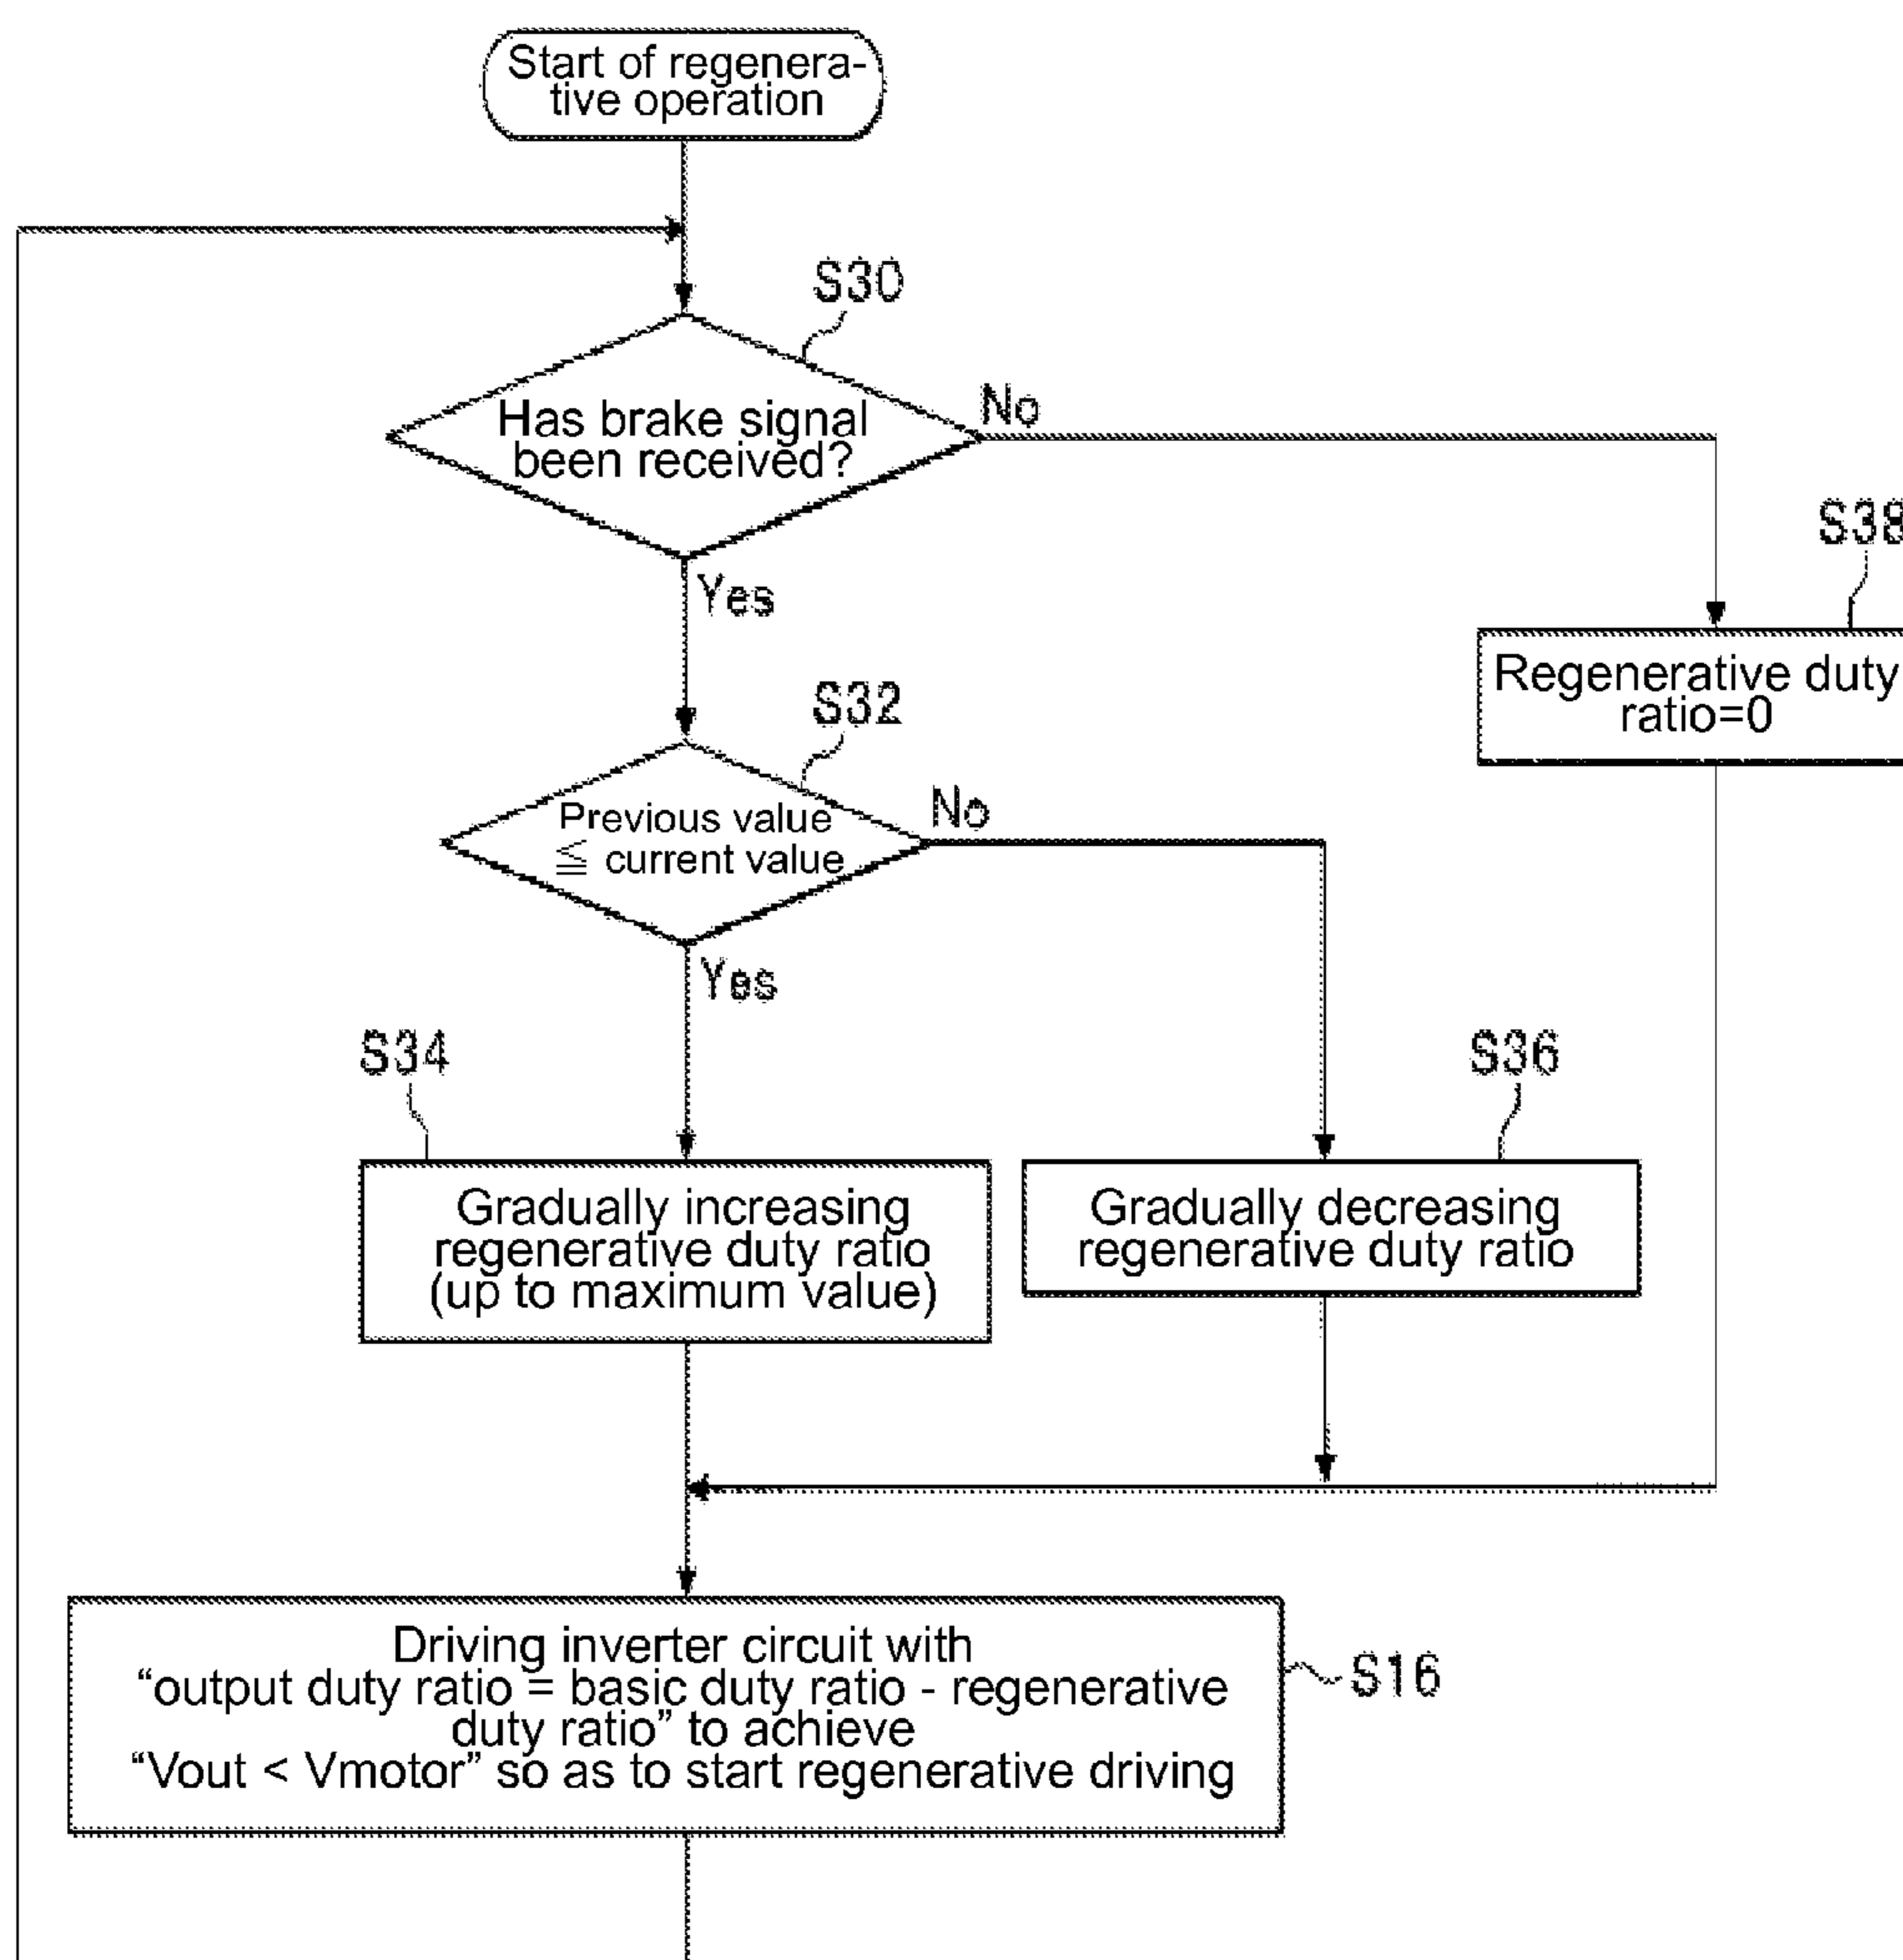 Start of regenera-
tive operation
S30
Has brake signal
been received?
No
Yes
S38
Regenerative duty
ratio=0
S32
Previous value
≦ current value
No
Yes
S34
Gradually increasing
regenerative duty ratio
(up to maximum value)
S36
Gradually decreasing
regenerative duty ratio
Driving inverter circuit with
“output duty ratio = basic duty ratio - regenerative
duty ratio” to achieve
“Vout < Vmotor” so as to start regenerative driving
S16